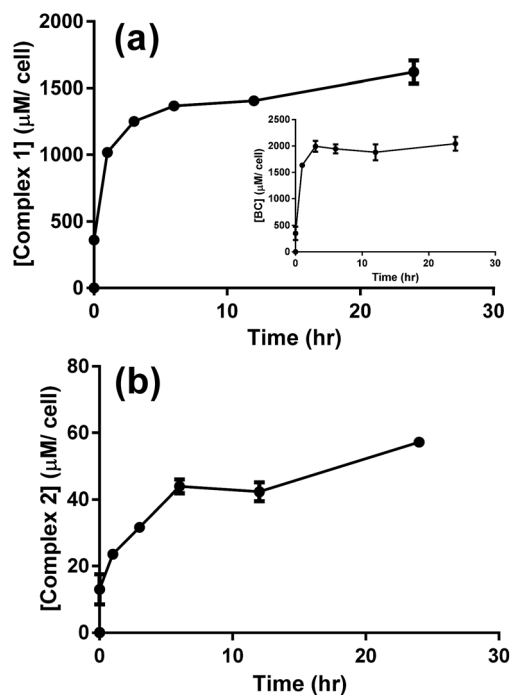 (a)
[Complex 1] (μM/ cell)
2000
1500
1000
500
0
0 10 20 30
Time (hr)
[BC] (μM/ cell)
2500
2000
1500
1000
500
0
0 10 20 30
Time (hr)
(b)
[Complex 2] (μM/ cell)
80
60
40
20
0
0 10 20 30
Time (hr)